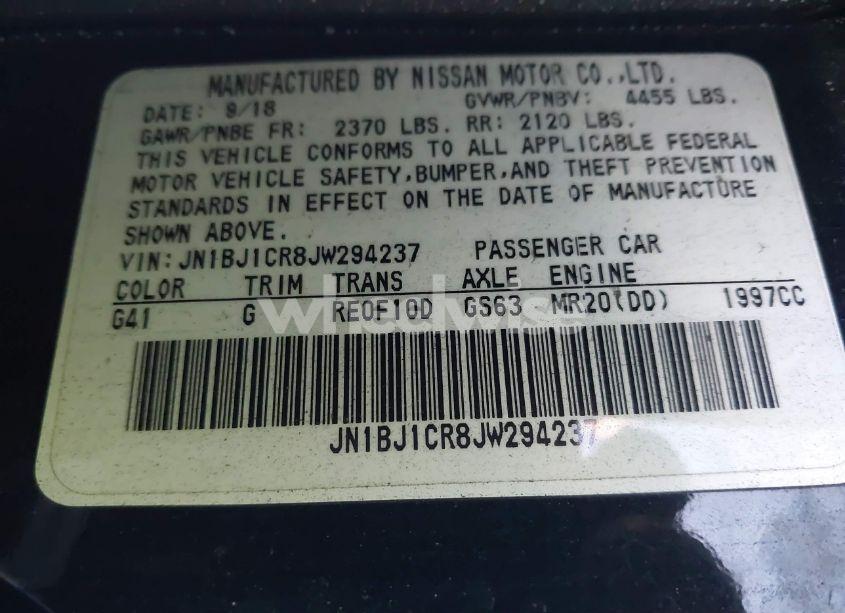 MANUFACTURED BY NISSAN MOTOR CO.,LTD.
DATE: 9/18 GVWR/PNBV: 4455 LBS.
GAWR/PNBE FR: 2370 LBS. RR: 2120 LBS.
THIS VEHICLE CONFORMS TO ALL APPLICABLE FEDERAL
MOTOR VEHICLE SAFETY,BUMPER,AND THEFT PREVENTION
STANDARDS IN EFFECT ON THE DATE OF MANUFACTURE
SHOWN ABOVE.
VIN: JN1BJ1CR8JW294237 PASSENGER CAR
COLOR TRIM TRANS AXLE ENGINE
G41 G RE0F10D GS63 MR20(DD) 1997CC
JN1BJ1CR8JW294237